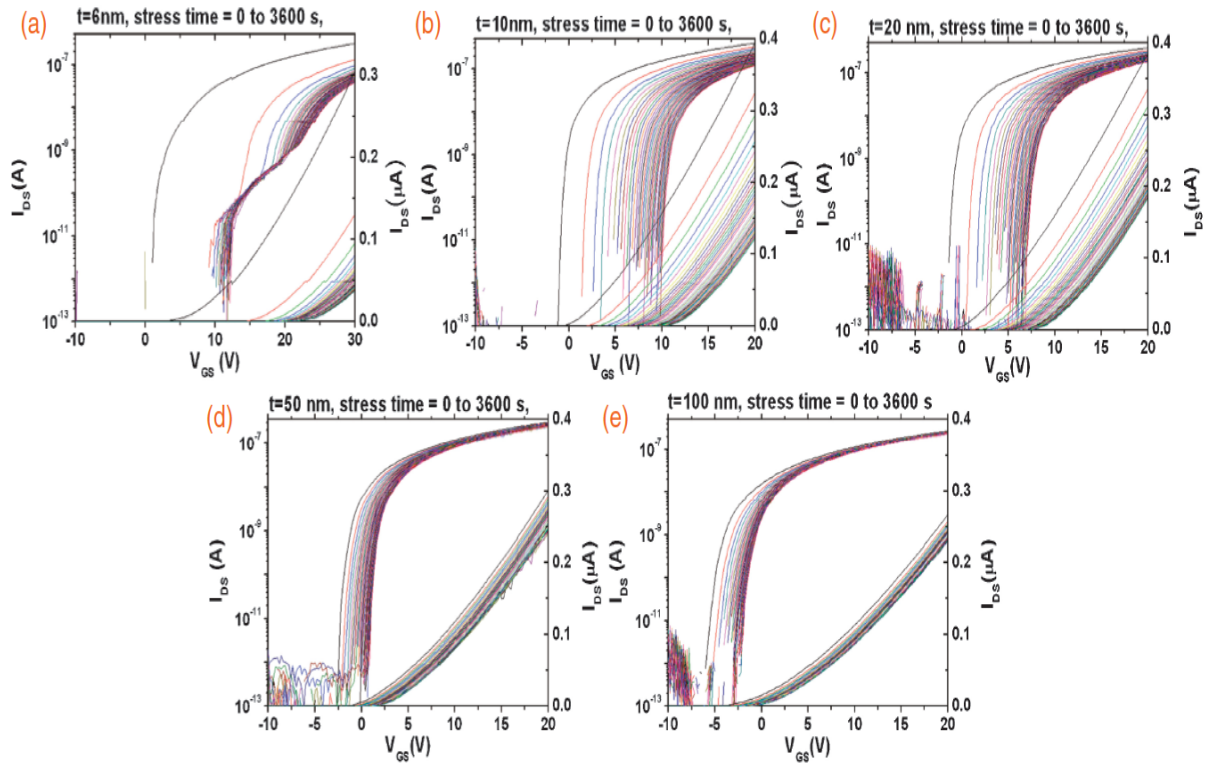 (a)
t=6nm, stress time = 0 to 3600 s,
10-7
10-9
10-11
10-13
IDS(A)
0.3
0.2
0.1
0.0
IDS(μA)
-10 -5 0 5 10 15 20 25 30
VGS (V)
(b)
t=10nm, stress time = 0 to 3600 s,
10-7
10-9
10-11
10-13
IDS(A)
0.4
0.3
0.2
0.1
0.0
IDS(μA)
-10 -5 0 5 10 15 20
VGS(V)
(c)
t=20 nm, stress time = 0 to 3600 s,
10-7
10-9
10-11
10-13
IDS (A)
0.4
0.3
0.2
0.1
0.0
IDS(μA)
-10 -5 0 5 10 15 20
VGS(V)
(d)
t=50 nm, stress time = 0 to 3600 s,
10-7
10-9
10-11
10-13
IDS (A)
0.4
0.3
0.2
0.1
0.0
IDS(μA)
-10 -5 0 5 10 15 20
VGS(V)
(e)
t=100 nm, stress time = 0 to 3600 s,
10-7
10-9
10-11
10-13
IDS (A)
0.4
0.3
0.2
0.1
0.0
IDS(μA)
-10 -5 0 5 10 15 20
VGS(V)